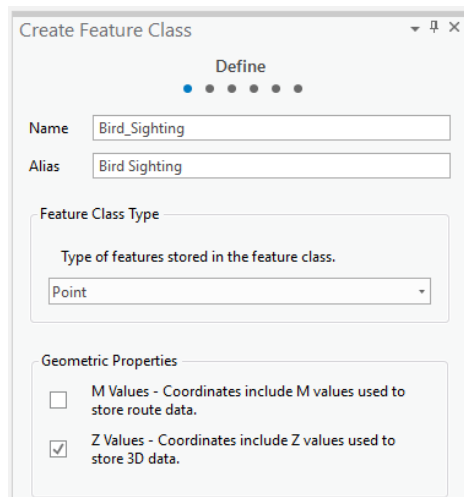 Create Feature Class
Define
Name Bird_Sighting
Alias Bird Sighting
Feature Class Type
Type of features stored in the feature class.
Point
Geometric Properties
M Values - Coordinates include M values used to
store route data.
Z Values - Coordinates include Z values used to
store 3D data.